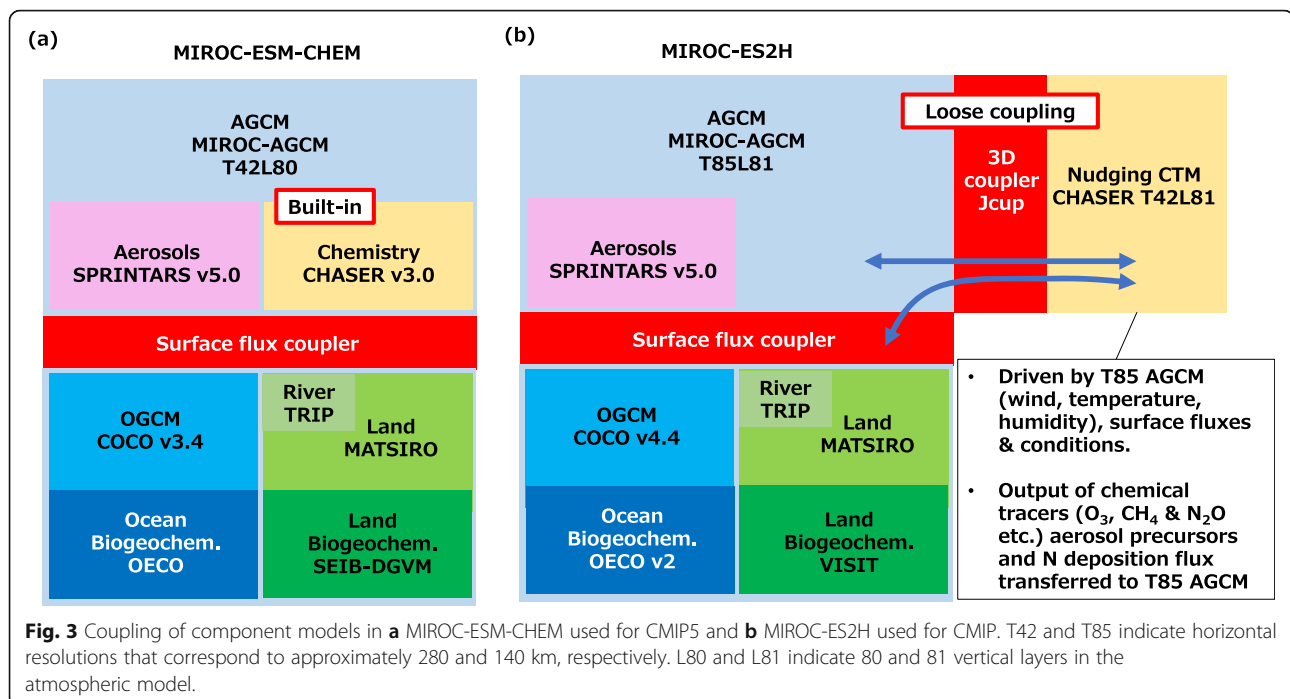 (a)
MIROC-ESM-CHEM
AGCM
MIROC-AGCM
T42L80
Built-in
Aerosols
SPRINTARS v5.0
Chemistry
CHASER v3.0
Surface flux coupler
OGCM
COCO v3.4
River
TRIP
Land
MATSIRO
Ocean
Biogeochem.
OECO
Land
Biogeochem.
SEIB-DGVM
(b)
MIROC-ES2H
AGCM
MIROC-AGCM
T85L81
Loose coupling
3D
coupler
Jcup
Nudging CTM
CHASER T42L81
Aerosols
SPRINTARS v5.0
Surface flux coupler
OGCM
COCO v4.4
River
TRIP
Land
MATSIRO
Ocean
Biogeochem.
OECO v2
Land
Biogeochem.
VISIT
• Driven by T85 AGCM
(wind, temperature,
humidity), surface fluxes
& conditions.
• Output of chemical
tracers (O₃, CH₄ & N₂O
etc.) aerosol precursors
and N deposition flux
transferred to T85 AGCM
Fig. 3 Coupling of component models in a MIROC-ESM-CHEM used for CMIP5 and b MIROC-ES2H used for CMIP. T42 and T85 indicate horizontal
resolutions that correspond to approximately 280 and 140 km, respectively. L80 and L81 indicate 80 and 81 vertical layers in the
atmospheric model.